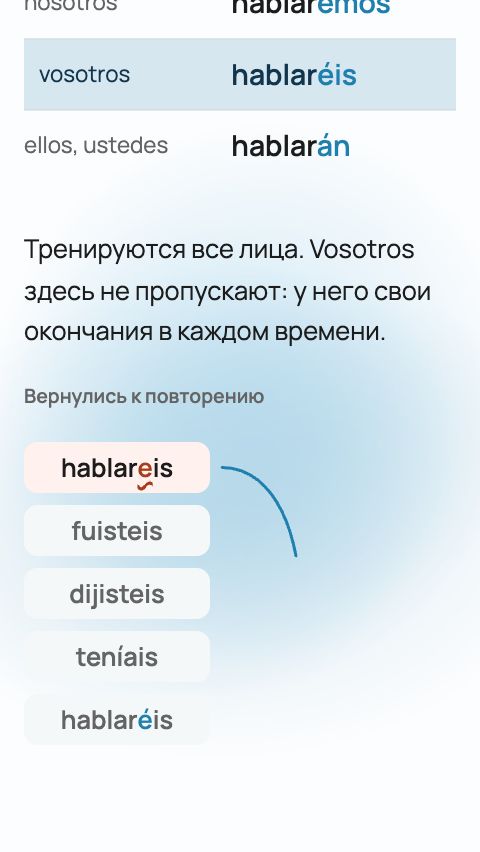 nosotros hablaremos
vosotros hablaréis
ellos, ustedes hablarán
Тренируются все лица. Vosotros
здесь не пропускают: у него свои
окончания в каждом времени.
Вернулись к повторению
hablareis
fuisteis
dijisteis
teníais
hablaréis